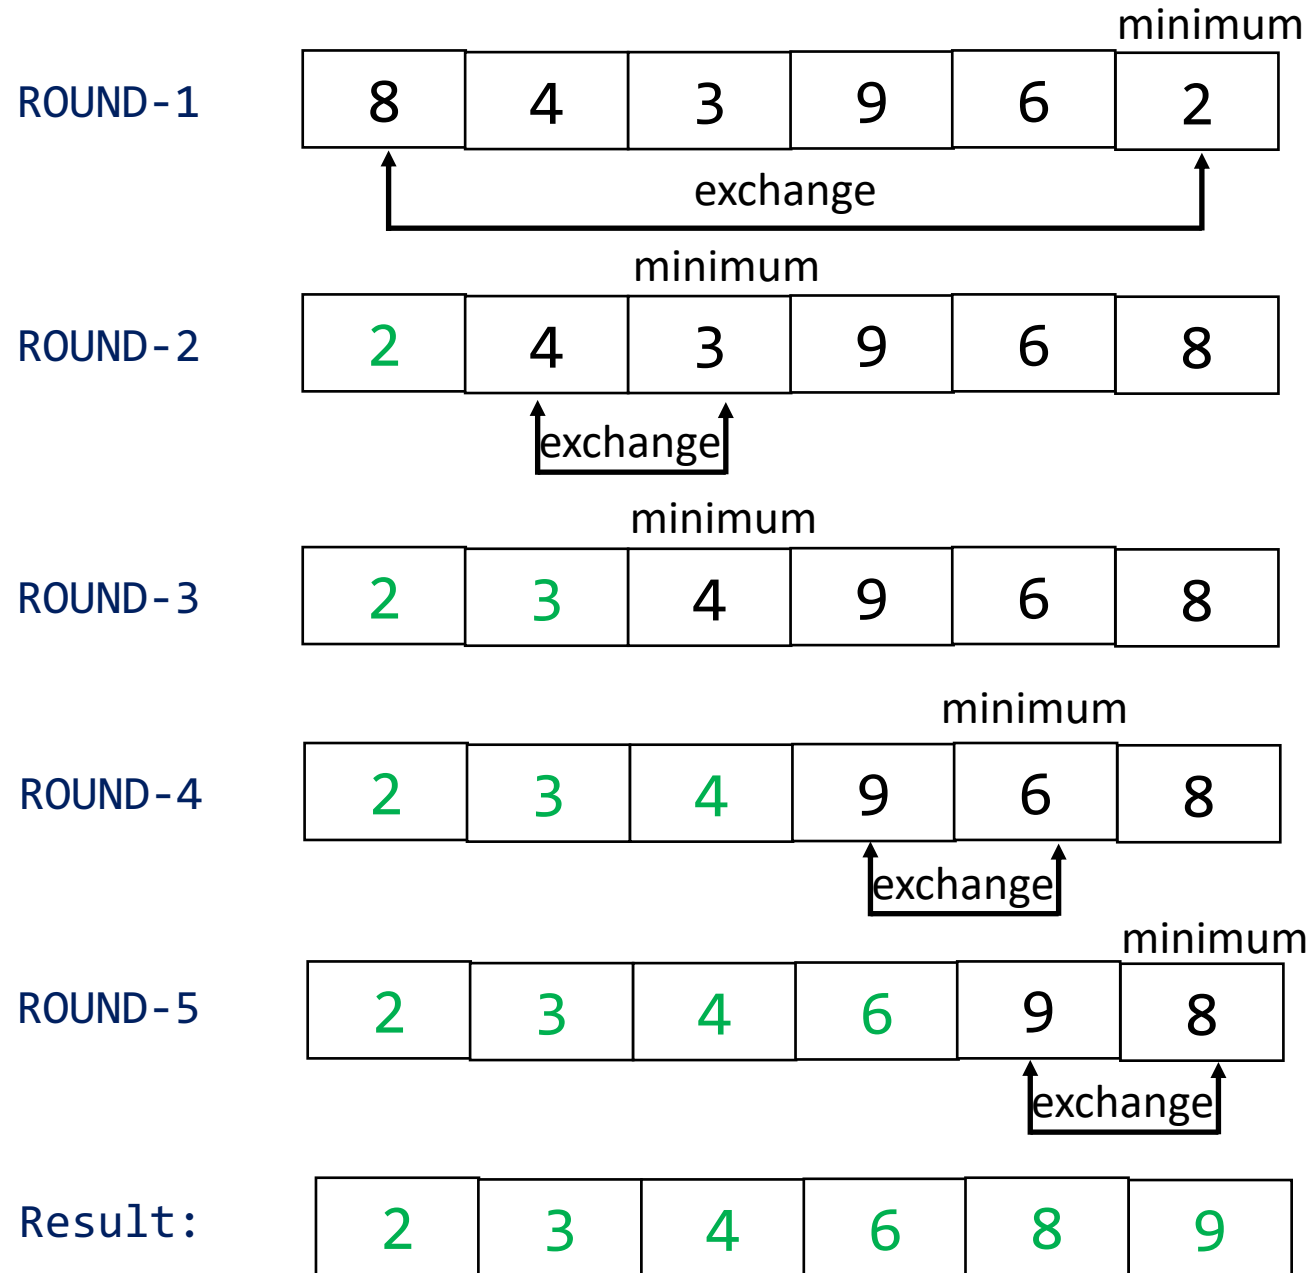 minimum
ROUND-1 8 4 3 9 6 2
exchange
minimum
ROUND-2 2 4 3 9 6 8
exchange
minimum
ROUND-3 2 3 4 9 6 8
minimum
ROUND-4 2 3 4 9 6 8
exchange
minimum
ROUND-5 2 3 4 6 9 8
exchange
Result: 2 3 4 6 8 9